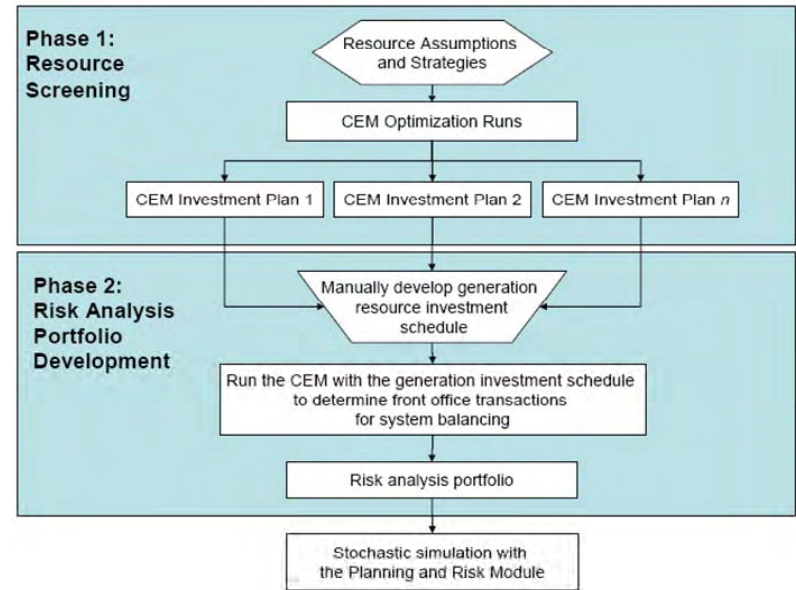 Phase 1:
Resource
Screening
Resource Assumptions
and Strategies
CEM Optimization Runs
CEM Investment Plan 1
CEM Investment Plan 2
CEM Investment Plan n
Phase 2:
Risk Analysis
Portfolio
Development
Manually develop generation
resource investment
schedule
Run the CEM with the generation investment schedule
to determine front office transactions
for system balancing
Risk analysis portfolio
Stochastic simulation with
the Planning and Risk Module